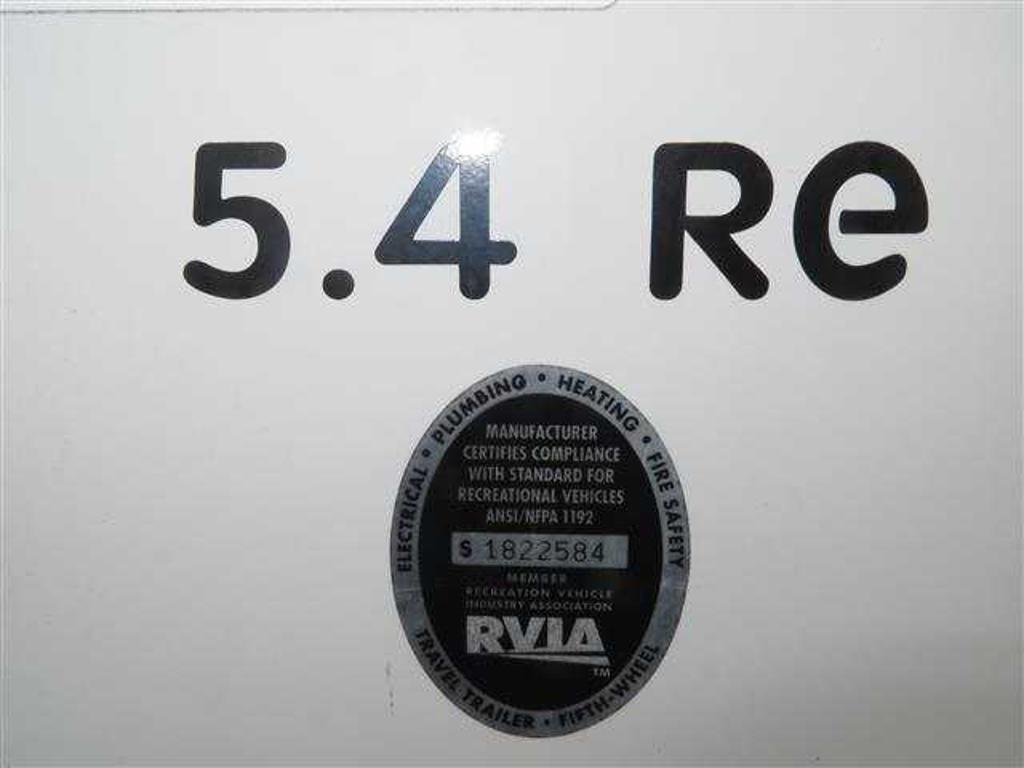 5.4 Re
ELECTRICAL • PLUMBING • HEATING • FIRE SAFETY
MANUFACTURER
CERTIFIES COMPLIANCE
WITH STANDARD FOR
RECREATIONAL VEHICLES
ANSI/NFPA 1192
S 1822584
MEMBER
RECREATION VEHICLE
INDUSTRY ASSOCIATION
RVIA
TM
TRAVEL TRAILER • FIFTH-WHEEL